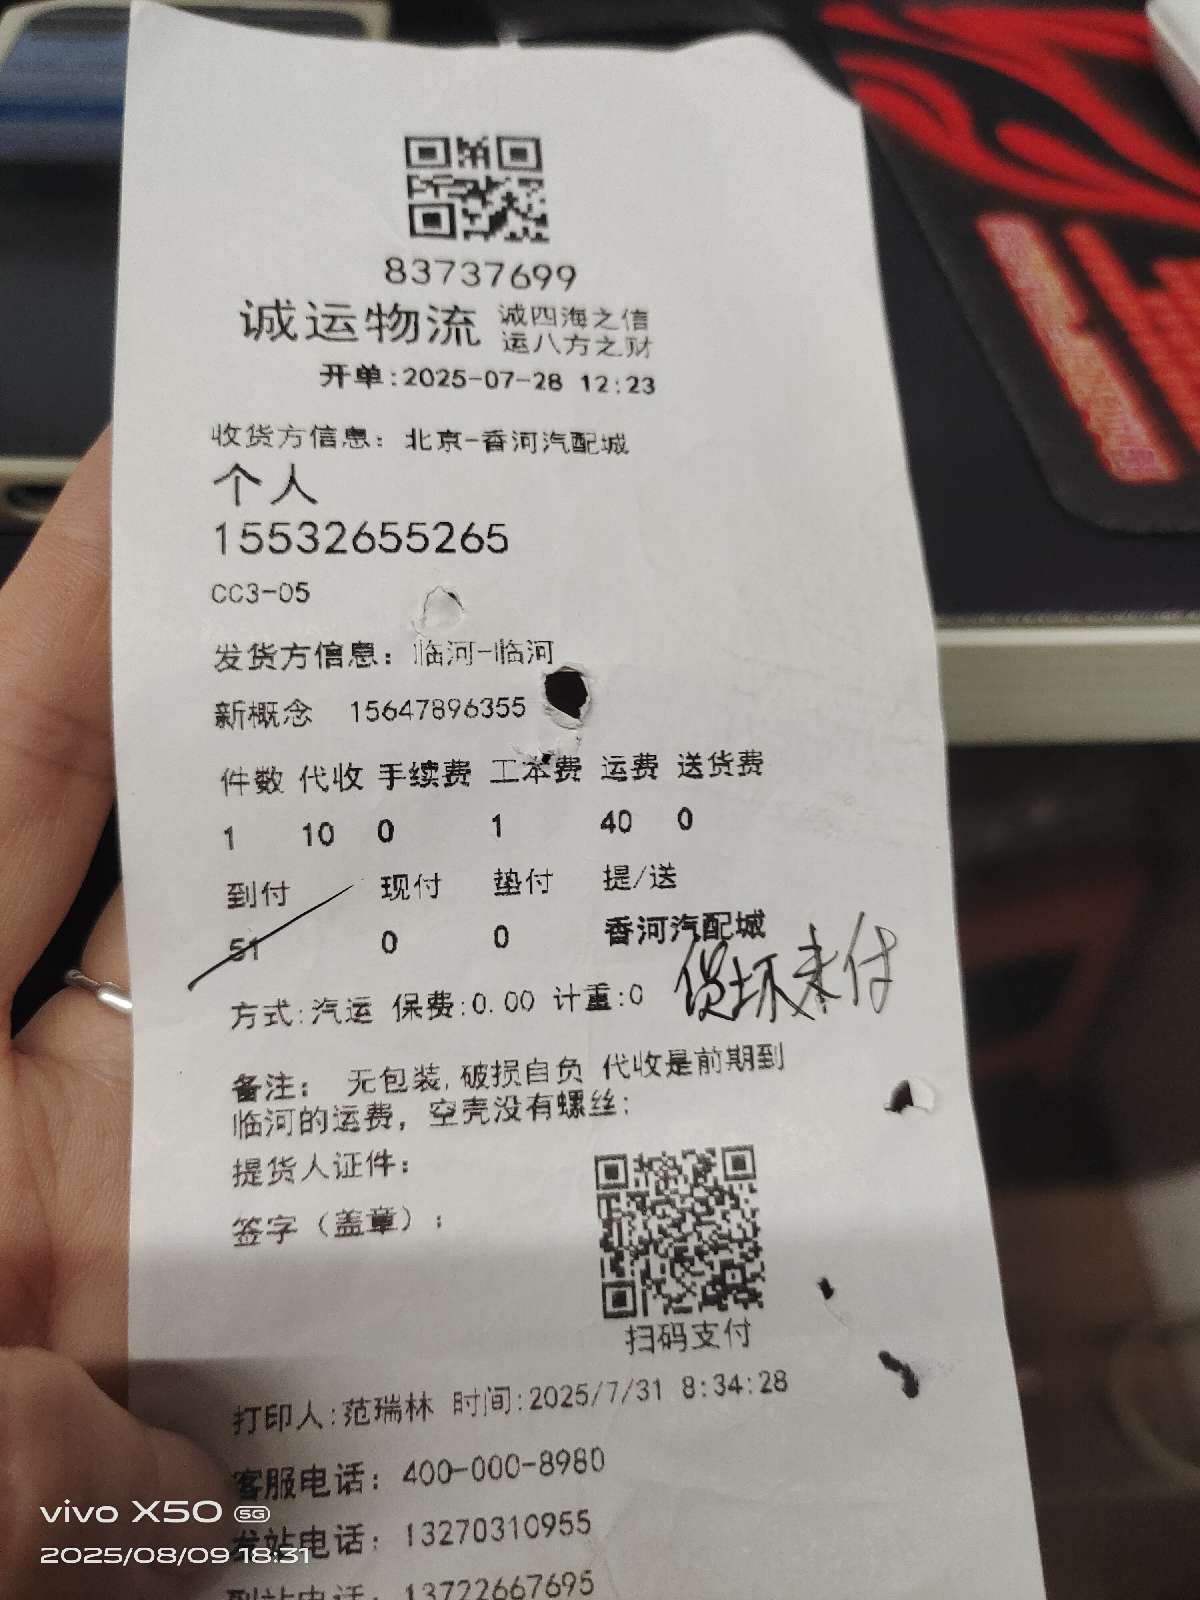 83737699
诚运物流 诚四海之信
运八方之财
开单:2025-07-28 12:23
收货方信息: 北京-香河汽配城
个人
15532655265
CC3-05
发货方信息: 临河-临河
新概念 15647896355
件数 代收 手续费 工本费 运费 送货费
1 10 0 1 40 0
到付 现付 垫付 提/送
51 0 0 香河汽配城
货坏未付
方式:汽运 保费:0.00 计重:0
备注: 无包装,破损自负 代收是前期到
临河的运费, 空壳没有螺丝;
提货人证件:
签字（盖章）:
扫码支付
打印人:范瑞林 时间:2025/7/31 8:34:28
客服电话: 400-000-8980
发站电话: 13270310955
到站电话: 13722667695
vivo X50 5G
2025/08/09 18:31